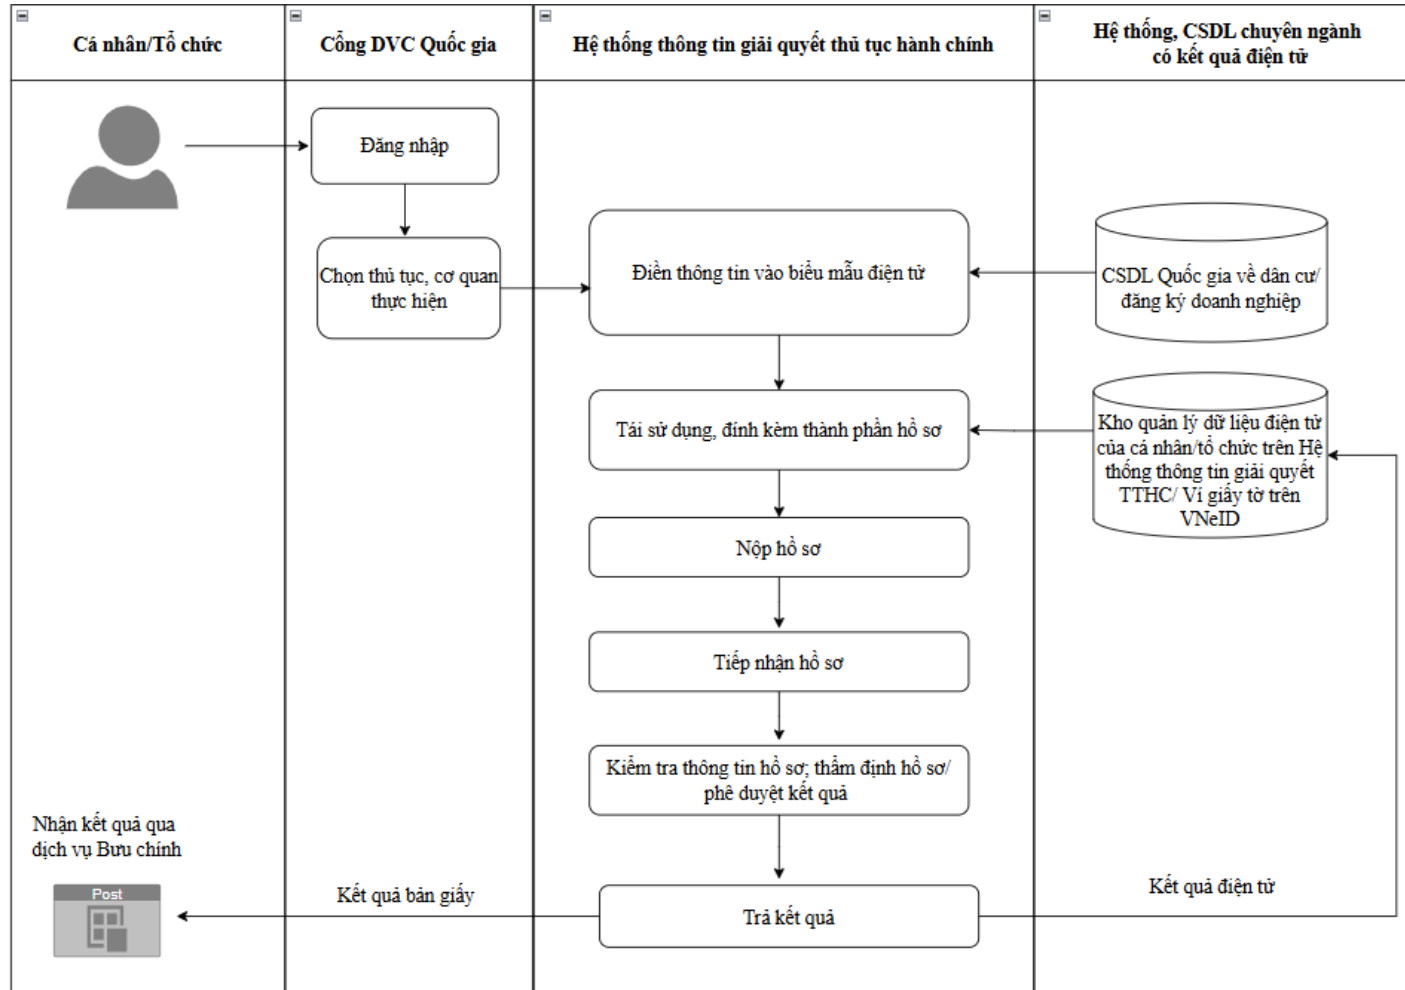 Cá nhân/Tổ chức
Cổng DVC Quốc gia
Hệ thống thông tin giải quyết thủ tục hành chính
Hệ thống, CSDL chuyên ngành
có kết quả điện tử
Đăng nhập
Chọn thủ tục, cơ quan
thực hiện
Điền thông tin vào biểu mẫu điện tử
CSDL Quốc gia về dân cư/
đăng ký doanh nghiệp
Tái sử dụng, đính kèm thành phần hồ sơ
Kho quản lý dữ liệu điện tử
của cá nhân/tổ chức trên Hệ
thống thông tin giải quyết
TTHC/ Ví giấy tờ trên
VNeID
Nộp hồ sơ
Tiếp nhận hồ sơ
Kiểm tra thông tin hồ sơ; thẩm định hồ sơ/
phê duyệt kết quả
Nhận kết quả qua
dịch vụ Bưu chính
Post
Kết quả bản giấy
Trả kết quả
Kết quả điện tử